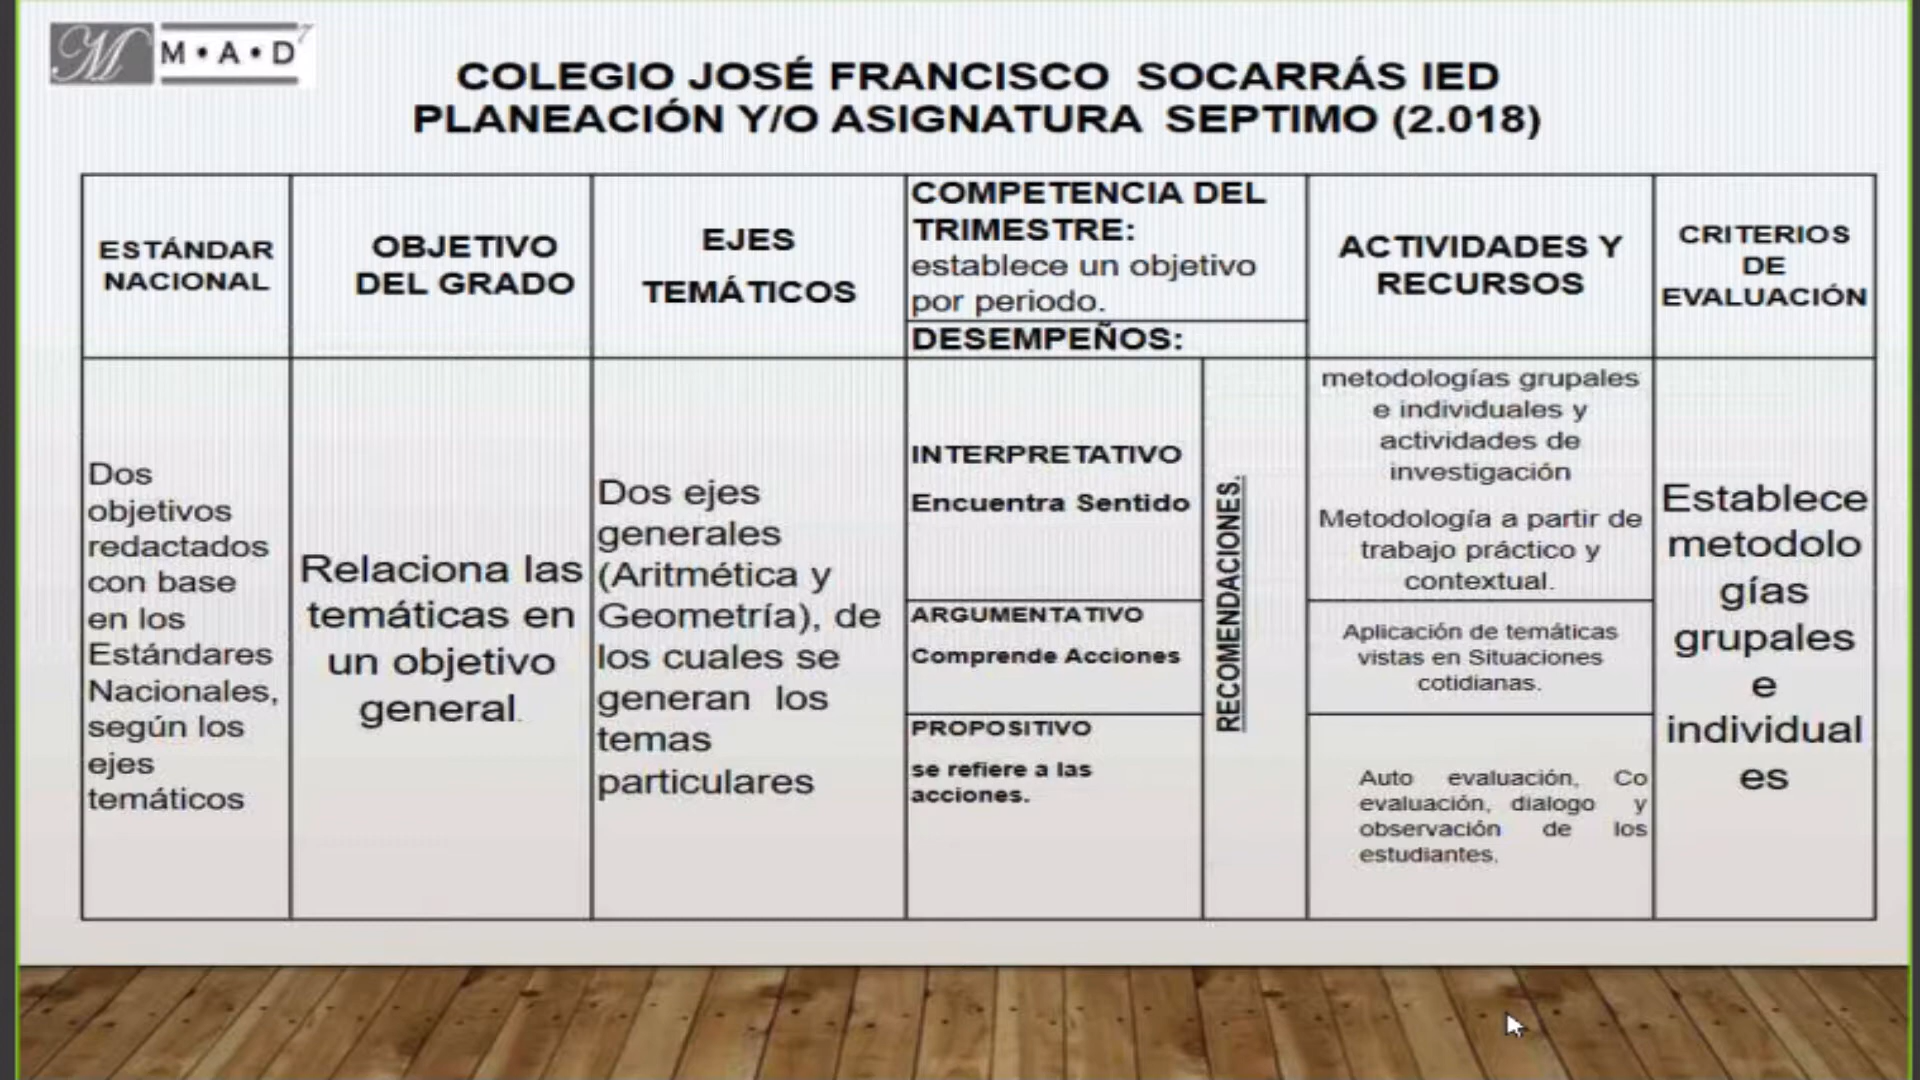 M M•A•D 7
COLEGIO JOSÉ FRANCISCO SOCARRÁS IED
PLANEACIÓN Y/O ASIGNATURA SEPTIMO (2.018)
ESTÁNDAR
NACIONAL
OBJETIVO
DEL GRADO
EJES
TEMÁTICOS
COMPETENCIA DEL
TRIMESTRE:
establece un objetivo
por periodo.
DESEMPEÑOS:
ACTIVIDADES Y
RECURSOS
CRITERIOS
DE
EVALUACIÓN
Dos
objetivos
redactados
con base
en los
Estándares
Nacionales,
según los
ejes
temáticos
Relaciona las
temáticas en
un objetivo
general.
Dos ejes
generales
(Aritmética y
Geometría), de
los cuales se
generan los
temas
particulares
INTERPRETATIVO
Encuentra Sentido
ARGUMENTATIVO
Comprende Acciones
PROPOSITIVO
se refiere a las
acciones.
RECOMENDACIONES.
metodologías grupales
e individuales y
actividades de
investigación
Metodología a partir de
trabajo práctico y
contextual.
Aplicación de temáticas
vistas en Situaciones
cotidianas.
Auto evaluación, Co
evaluación, dialogo y
observación de los
estudiantes.
Establece
metodolo
gías
grupales
e
individual
es